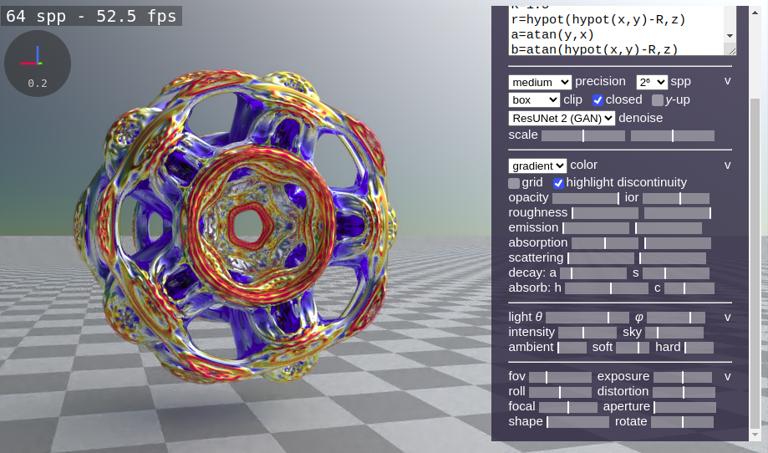 64 spp - 52.5 fps
0.2
r=hypot(hypot(x,y)-R,z)
a=atan(y,x)
b=atan(hypot(x,y)-R,z)
medium precision 2⁶ spp v
box clip closed y-up
ResUNet 2 (GAN) denoise
scale
gradient color v
grid highlight discontinuity
opacity ior
roughness
emission
absorption
scattering
decay: a s
absorb: h c
light θ φ v
intensity sky
ambient soft hard
fov exposure v
roll distortion
focal aperture
shape rotate